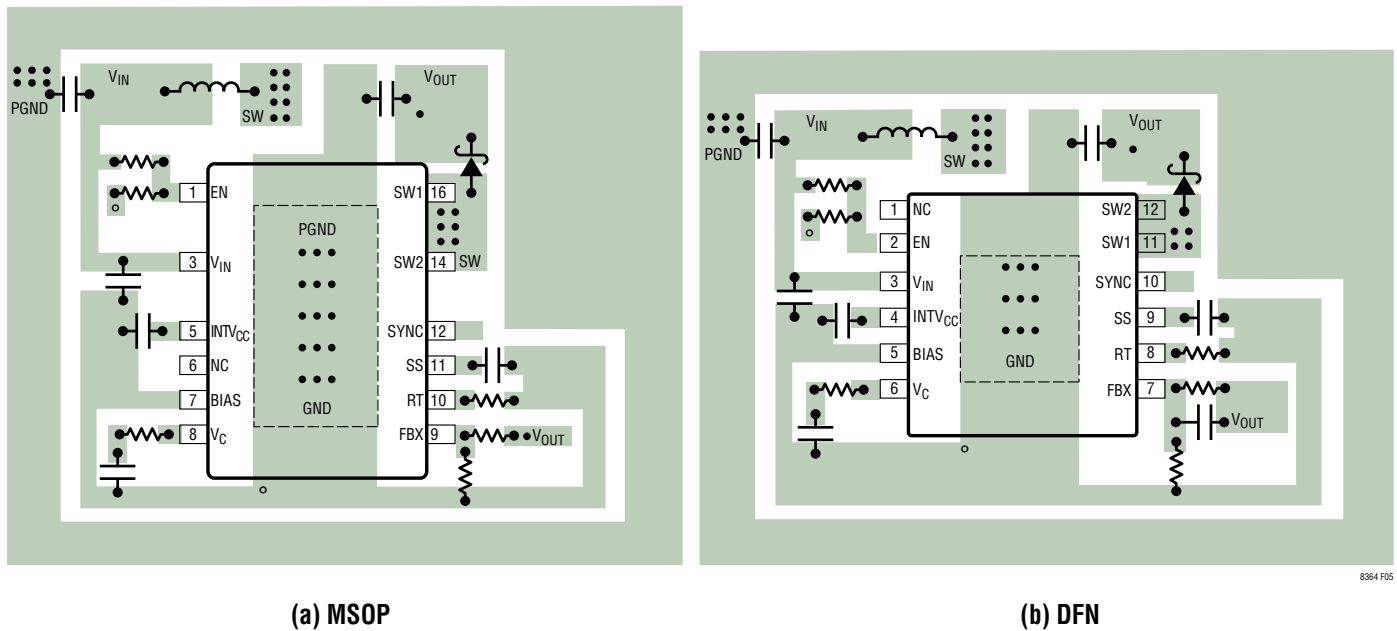 PGND
VIN
SW
VOUT
1 EN
3 VIN
5 INTVCC
6 NC
7 BIAS
8 VC
PGND
GND
SW1 16
SW2 14 SW
SYNC 12
SS 11
RT 10
FBX 9
VOUT
(a) MSOP
PGND
VIN
SW
VOUT
1 NC
2 EN
3 VIN
4 INTVCC
5 BIAS
6 VC
GND
SW2 12
SW1 11
SYNC 10
SS 9
RT 8
FBX 7
VOUT
8364 F05
(b) DFN